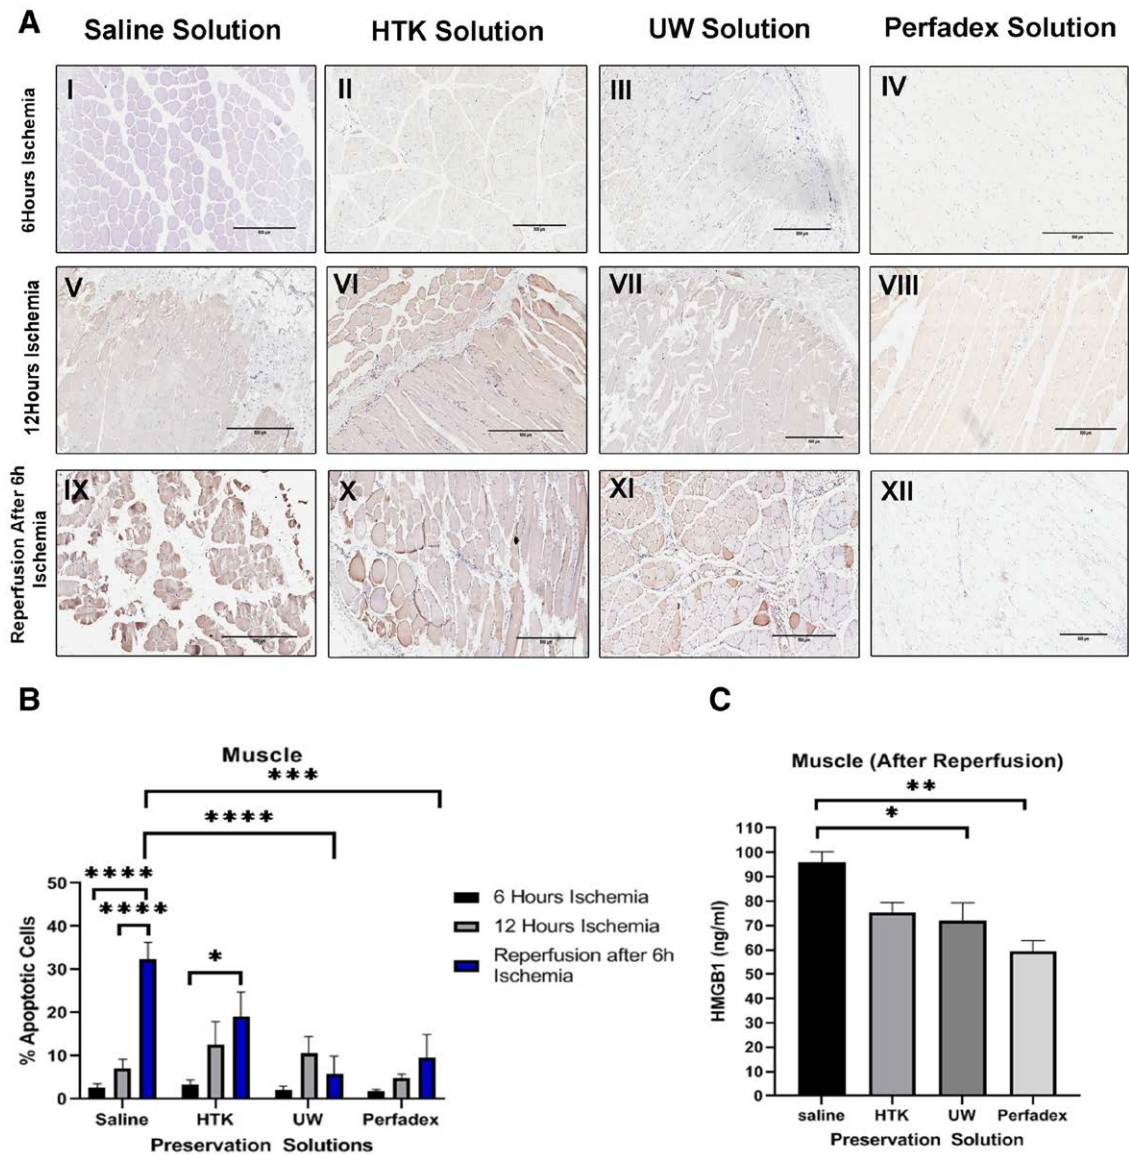 A
Saline Solution
HTK Solution
UW Solution
Perfadex Solution
6Hours Ischemia
I
II
III
IV
12Hours Ischemia
V
VI
VII
VIII
Reperfusion After 6h
Ischemia
IX
X
XI
XII
B
Muscle
***
****
****
****
*
% Apoptotic Cells
50
40
30
20
10
0
Saline
HTK
UW
Perfadex
Preservation Solutions
6 Hours Ischemia
12 Hours Ischemia
Reperfusion after 6h
Ischemia
C
Muscle (After Reperfusion)
**
*
HMGB1 (ng/ml)
110
100
90
80
70
60
50
40
30
20
10
0
saline
HTK
UW
Perfadex
Preservation Solution